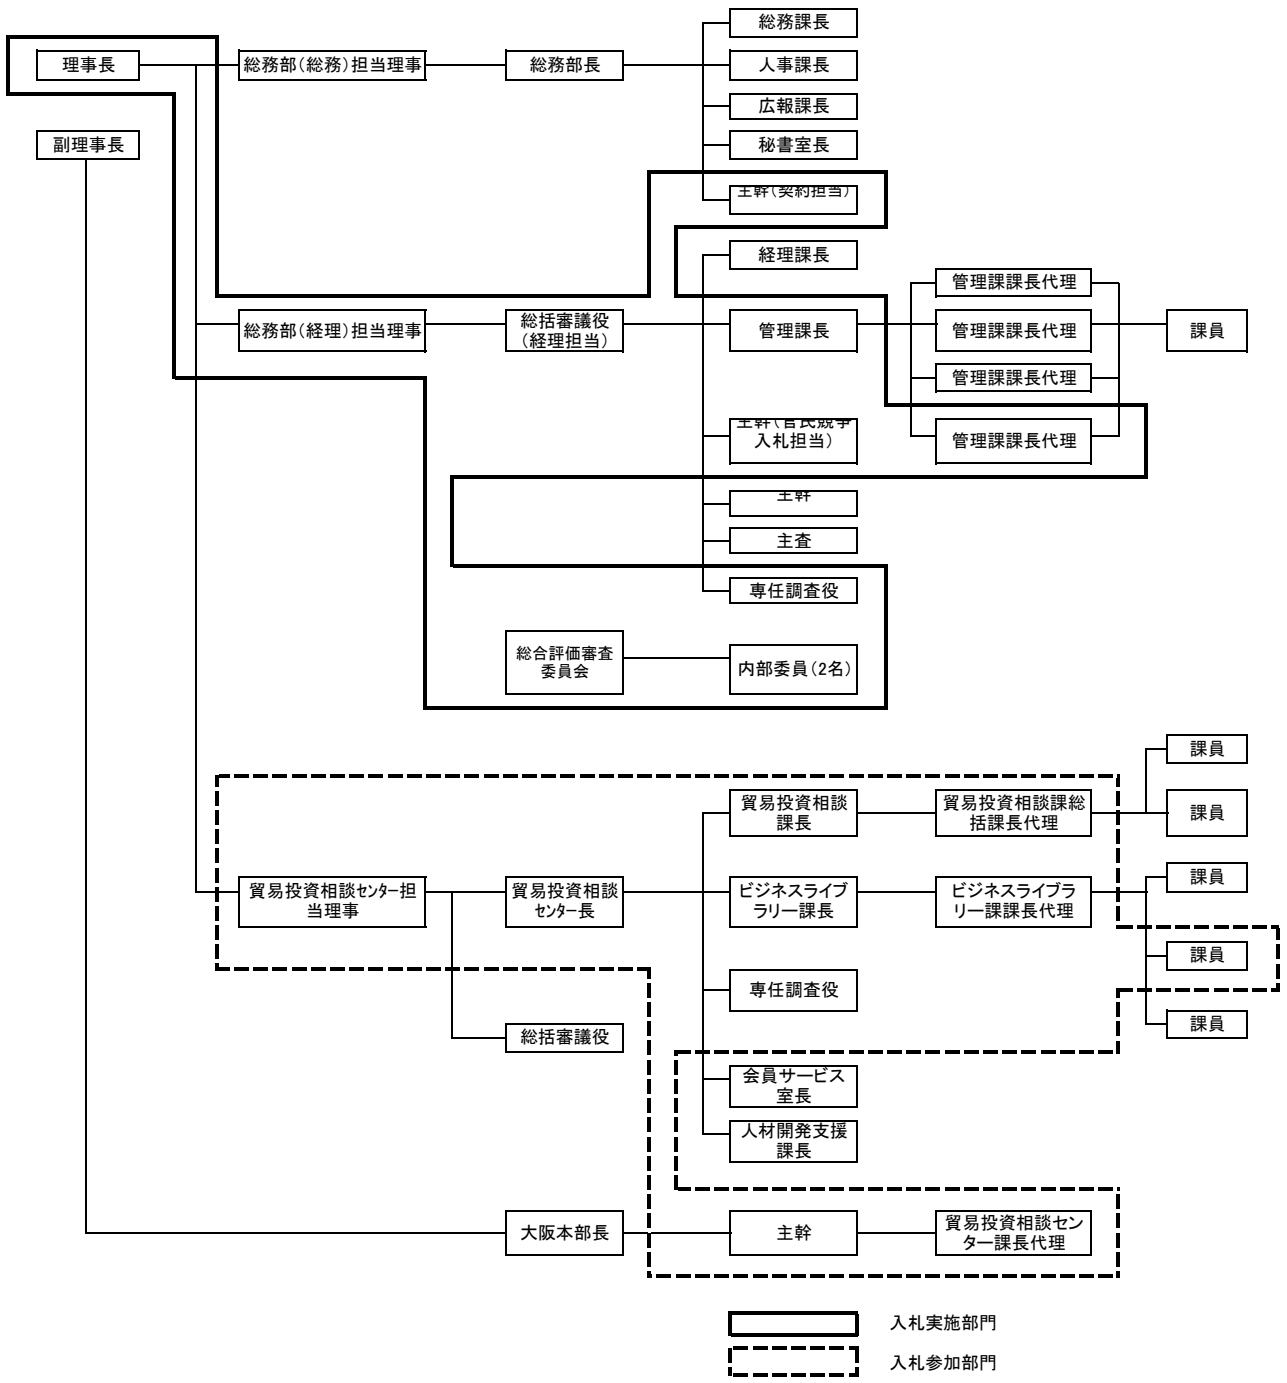 総務課長
理事長
総務部(総務)担当理事
総務部長
人事課長
広報課長
副理事長
秘書室長
主幹(契約担当)
経理課長
管理課課長代理
総務部(経理)担当理事
総括審議役
(経理担当)
管理課長
管理課課長代理
課員
管理課課長代理
主幹(官民競争
入札担当)
管理課課長代理
主幹
主査
専任調査役
総合評価審査
委員会
内部委員(2名)
課員
貿易投資相談
課長
貿易投資相談課総
括課長代理
課員
貿易投資相談センター担
当理事
貿易投資相談
センター長
ビジネスライブ
ラリー課長
ビジネスライブラ
リー課課長代理
課員
課員
専任調査役
総括審議役
課員
会員サービス
室長
人材開発支援
課長
大阪本部長
主幹
貿易投資相談セン
ター課長代理
入札実施部門
入札参加部門